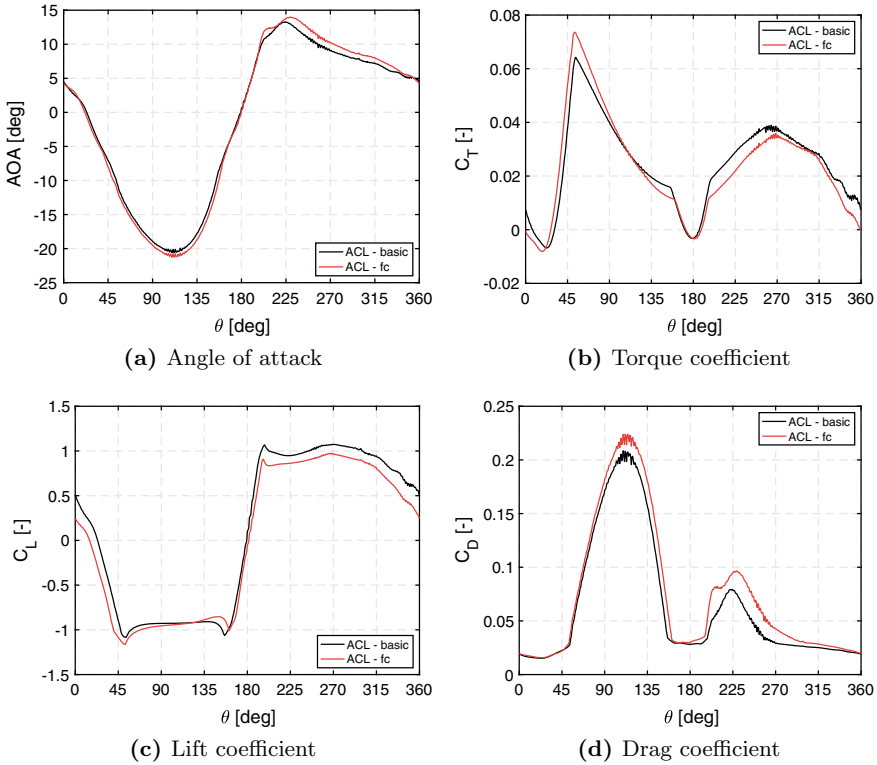 15
10
5
0
-5
-10
-15
-20
-25
AOA [deg]
ACL - basic
ACL - fc
0 45 90 135 180 225 270 315 360
θ [deg]
(a) Angle of attack
0.08
0.06
0.04
0.02
0
-0.02
C_T [-]
ACL - basic
ACL - fc
0 45 90 135 180 225 270 315 360
θ [deg]
(b) Torque coefficient
1.5
1
0.5
0
-0.5
-1
-1.5
C_L [-]
ACL - basic
ACL - fc
0 45 90 135 180 225 270 315 360
θ [deg]
(c) Lift coefficient
0.25
0.2
0.15
0.1
0.05
0
C_D [-]
ACL - basic
ACL - fc
0 45 90 135 180 225 270 315 360
θ [deg]
(d) Drag coefficient